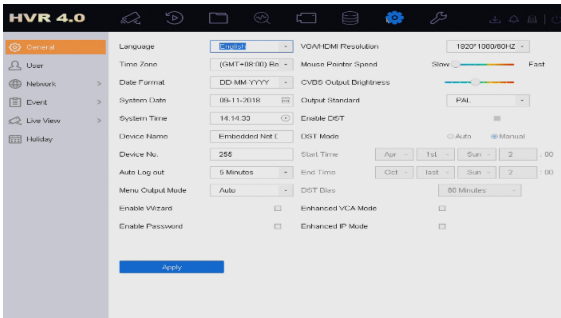 HVR 4.0
General
User
Network >
Event >
Live View >
Holiday
Language English VGA/HDMI Resolution 1920*1080/60HZ
Time Zone (GMT+08:00) Be Mouse Pointer Speed Slow Fast
Date Format DD-MM-YYYY CVBS Output Brightness
System Date 09-11-2018 Output Standard PAL
System Time 14:14:33 Enable DST
Device Name Embedded Net DST Mode Auto Manual
Device No. 255 Start Time Apr 1st Sun 2 : 00
Auto Log out 5 Minutes End Time Oct last Sun 2 : 00
Menu Output Mode Auto DST Bias 60 Minutes
Enable Wizard Enhanced VCA Mode
Enable Password Enhanced IP Mode
Apply